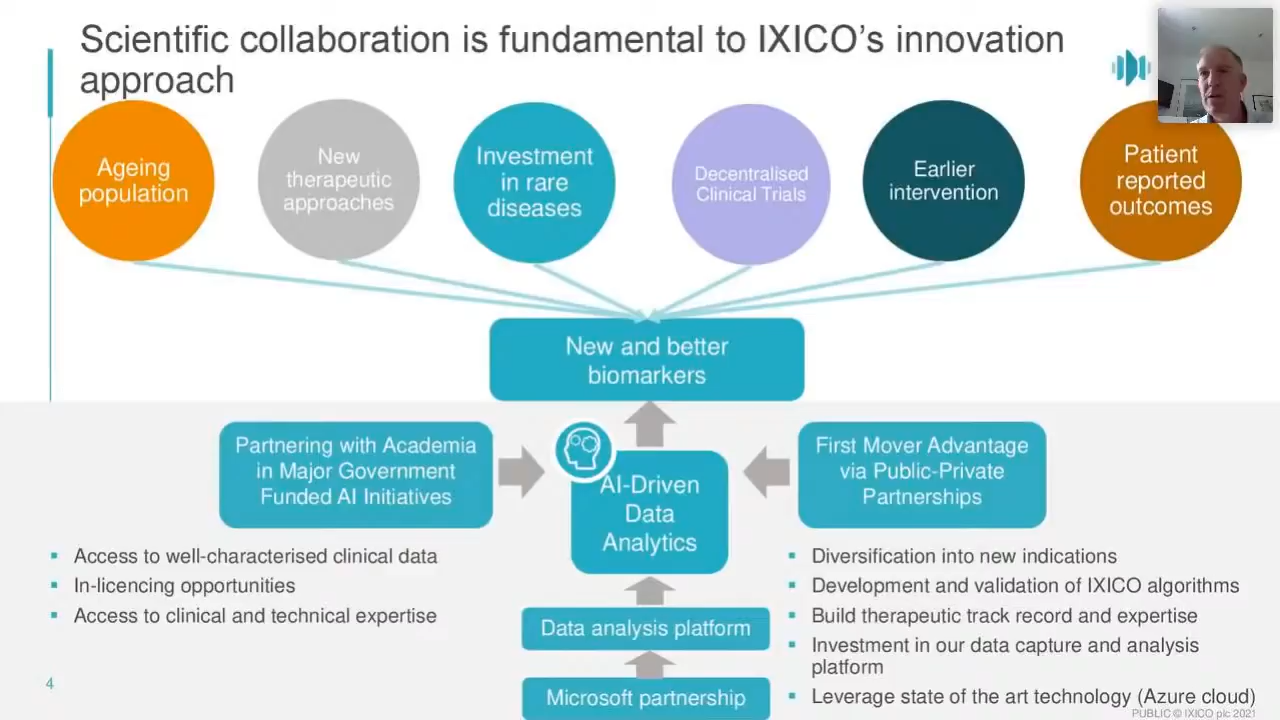 Scientific collaboration is fundamental to IXICO's innovation
approach
Ageing
population
New
therapeutic
approaches
Investment
in rare
diseases
Decentralised
Clinical Trials
Earlier
intervention
Patient
reported
outcomes
New and better
biomarkers
Partnering with Academia
in Major Government
Funded AI Initiatives
AI-Driven
Data
Analytics
First Mover Advantage
via Public-Private
Partnerships
Access to well-characterised clinical data
In-licencing opportunities
Access to clinical and technical expertise
Data analysis platform
Microsoft partnership
Diversification into new indications
Development and validation of IXICO algorithms
Build therapeutic track record and expertise
Investment in our data capture and analysis
platform
Leverage state of the art technology (Azure cloud)
4
PUBLIC © IXICO plc 2021